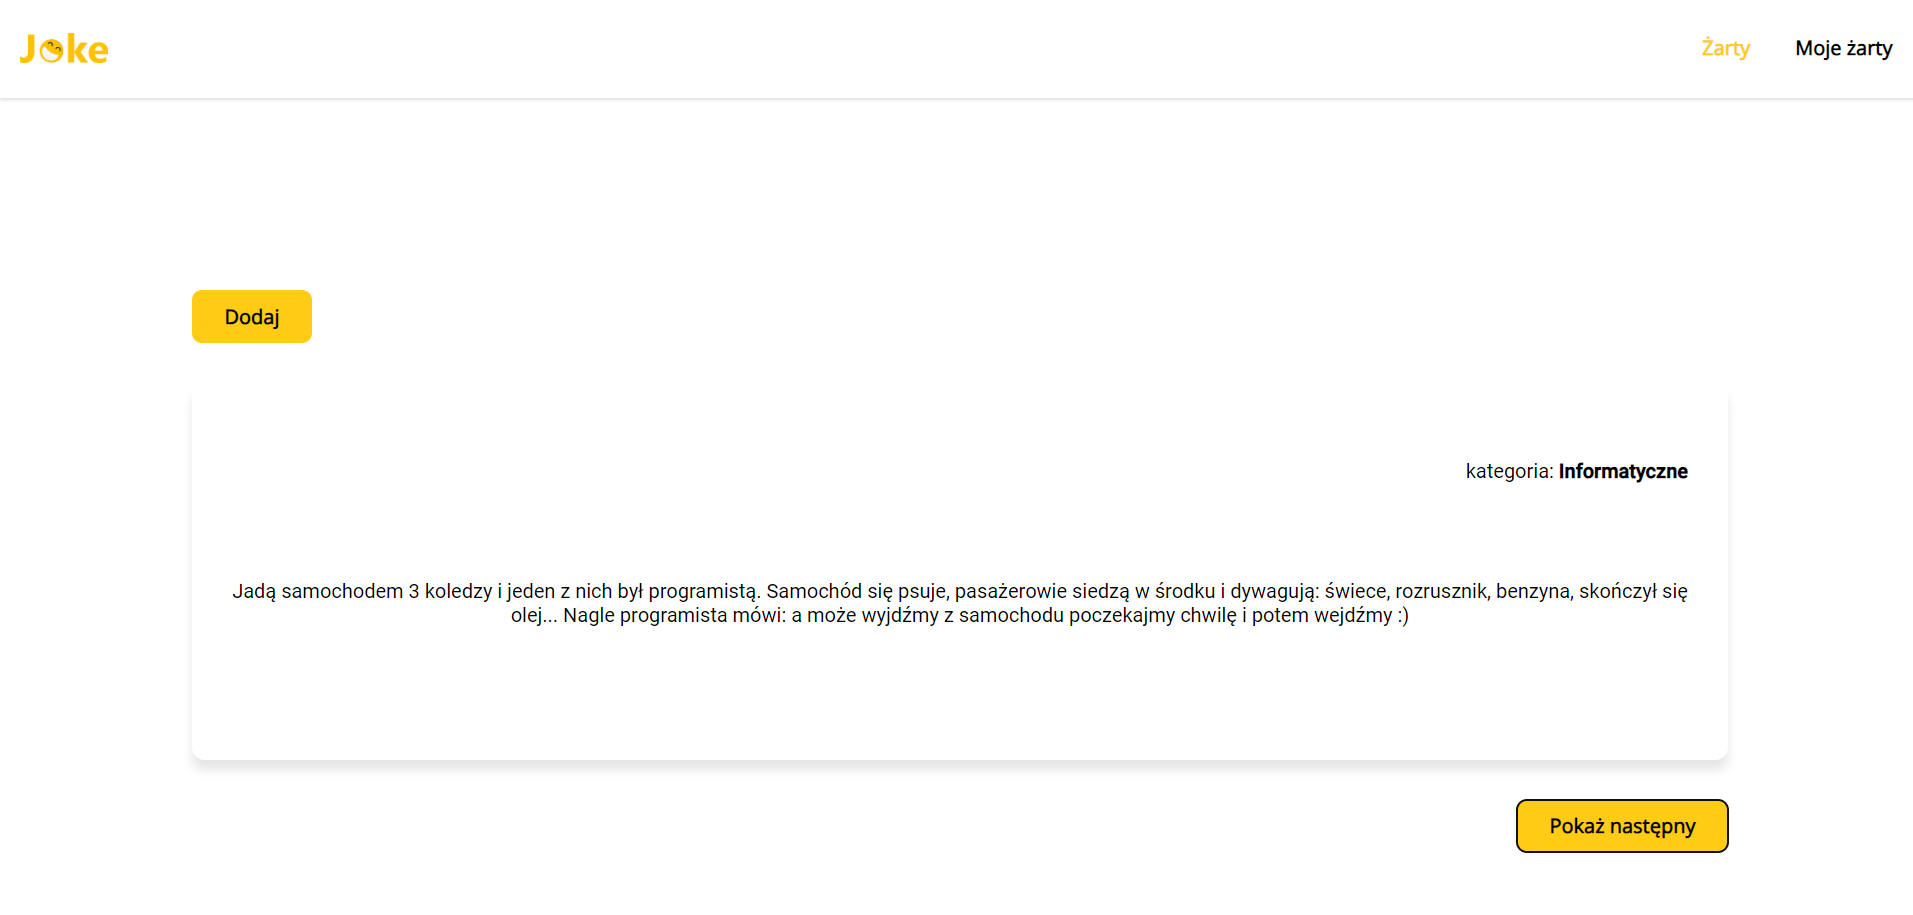 Joke
Żarty
Moje żarty
Dodaj
kategoria: Informatyczne
Jadą samochodem 3 koledzy i jeden z nich był programistą. Samochód się psuje, pasażerowie siedzą w środku i dywagują: świece, rozrusznik, benzyna, skończył się
olej... Nagle programista mówi: a może wyjdźmy z samochodu poczekajmy chwilę i potem wejdźmy :)
Pokaż następny